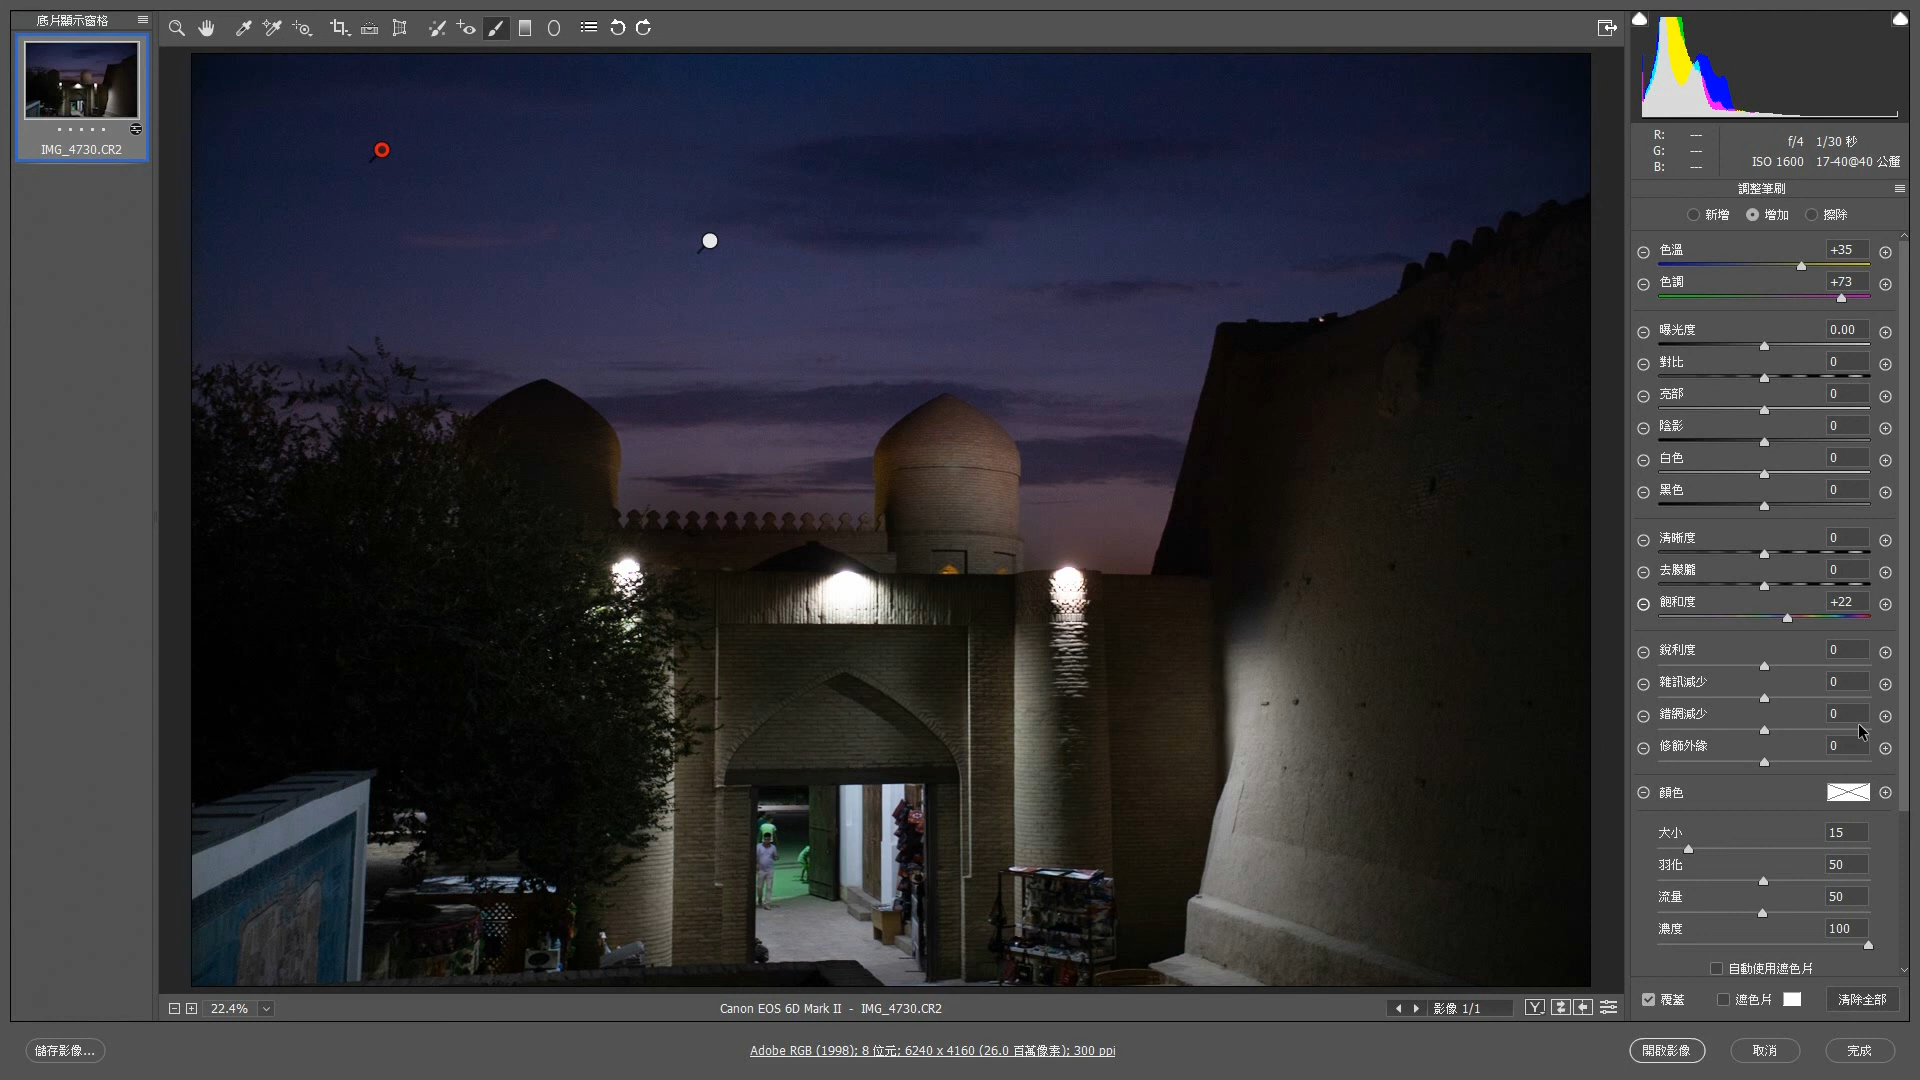 底片顯示窗格
IMG_4730.CR2
R: ---
G: ---
B: ---
f/4 1/30 秒
ISO 1600 17-40@40 公釐
調整筆刷
新增 增加 擦除
色溫 +35
色調 +73
曝光度 0.00
對比 0
亮部 0
陰影 0
白色 0
黑色 0
清晰度 0
去朦朧 0
飽和度 +22
銳利度 0
雜訊減少 0
錯網減少 0
修飾外緣 0
顏色
大小 15
羽化 50
流量 50
濃度 100
自動使用遮色片
覆蓋 遮色片 清除全部
22.4%
Canon EOS 6D Mark II - IMG_4730.CR2
影像 1/1
Y
儲存影像...
Adobe RGB (1998); 8 位元; 6240 x 4160 (26.0 百萬像素); 300 ppi
開啟影像 取消 完成